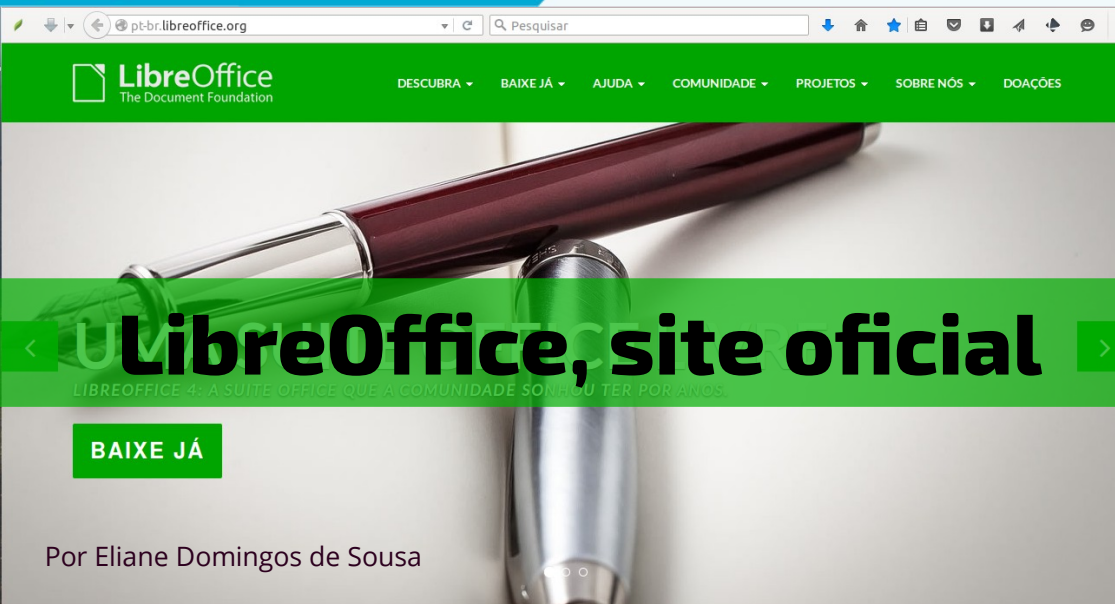 pt-br.libreoffice.org
Pesquisar
LibreOffice
The Document Foundation
DESCUBRA
BAIXE JÁ
AJUDA
COMUNIDADE
PROJETOS
SOBRE NÓS
DOAÇÕES
LibreOffice, site oficial
LIBREOFFICE 4: A SUITE OFFICE QUE A COMUNIDADE SONHOU TER POR ANOS.
BAIXE JÁ
Por Eliane Domingos de Sousa